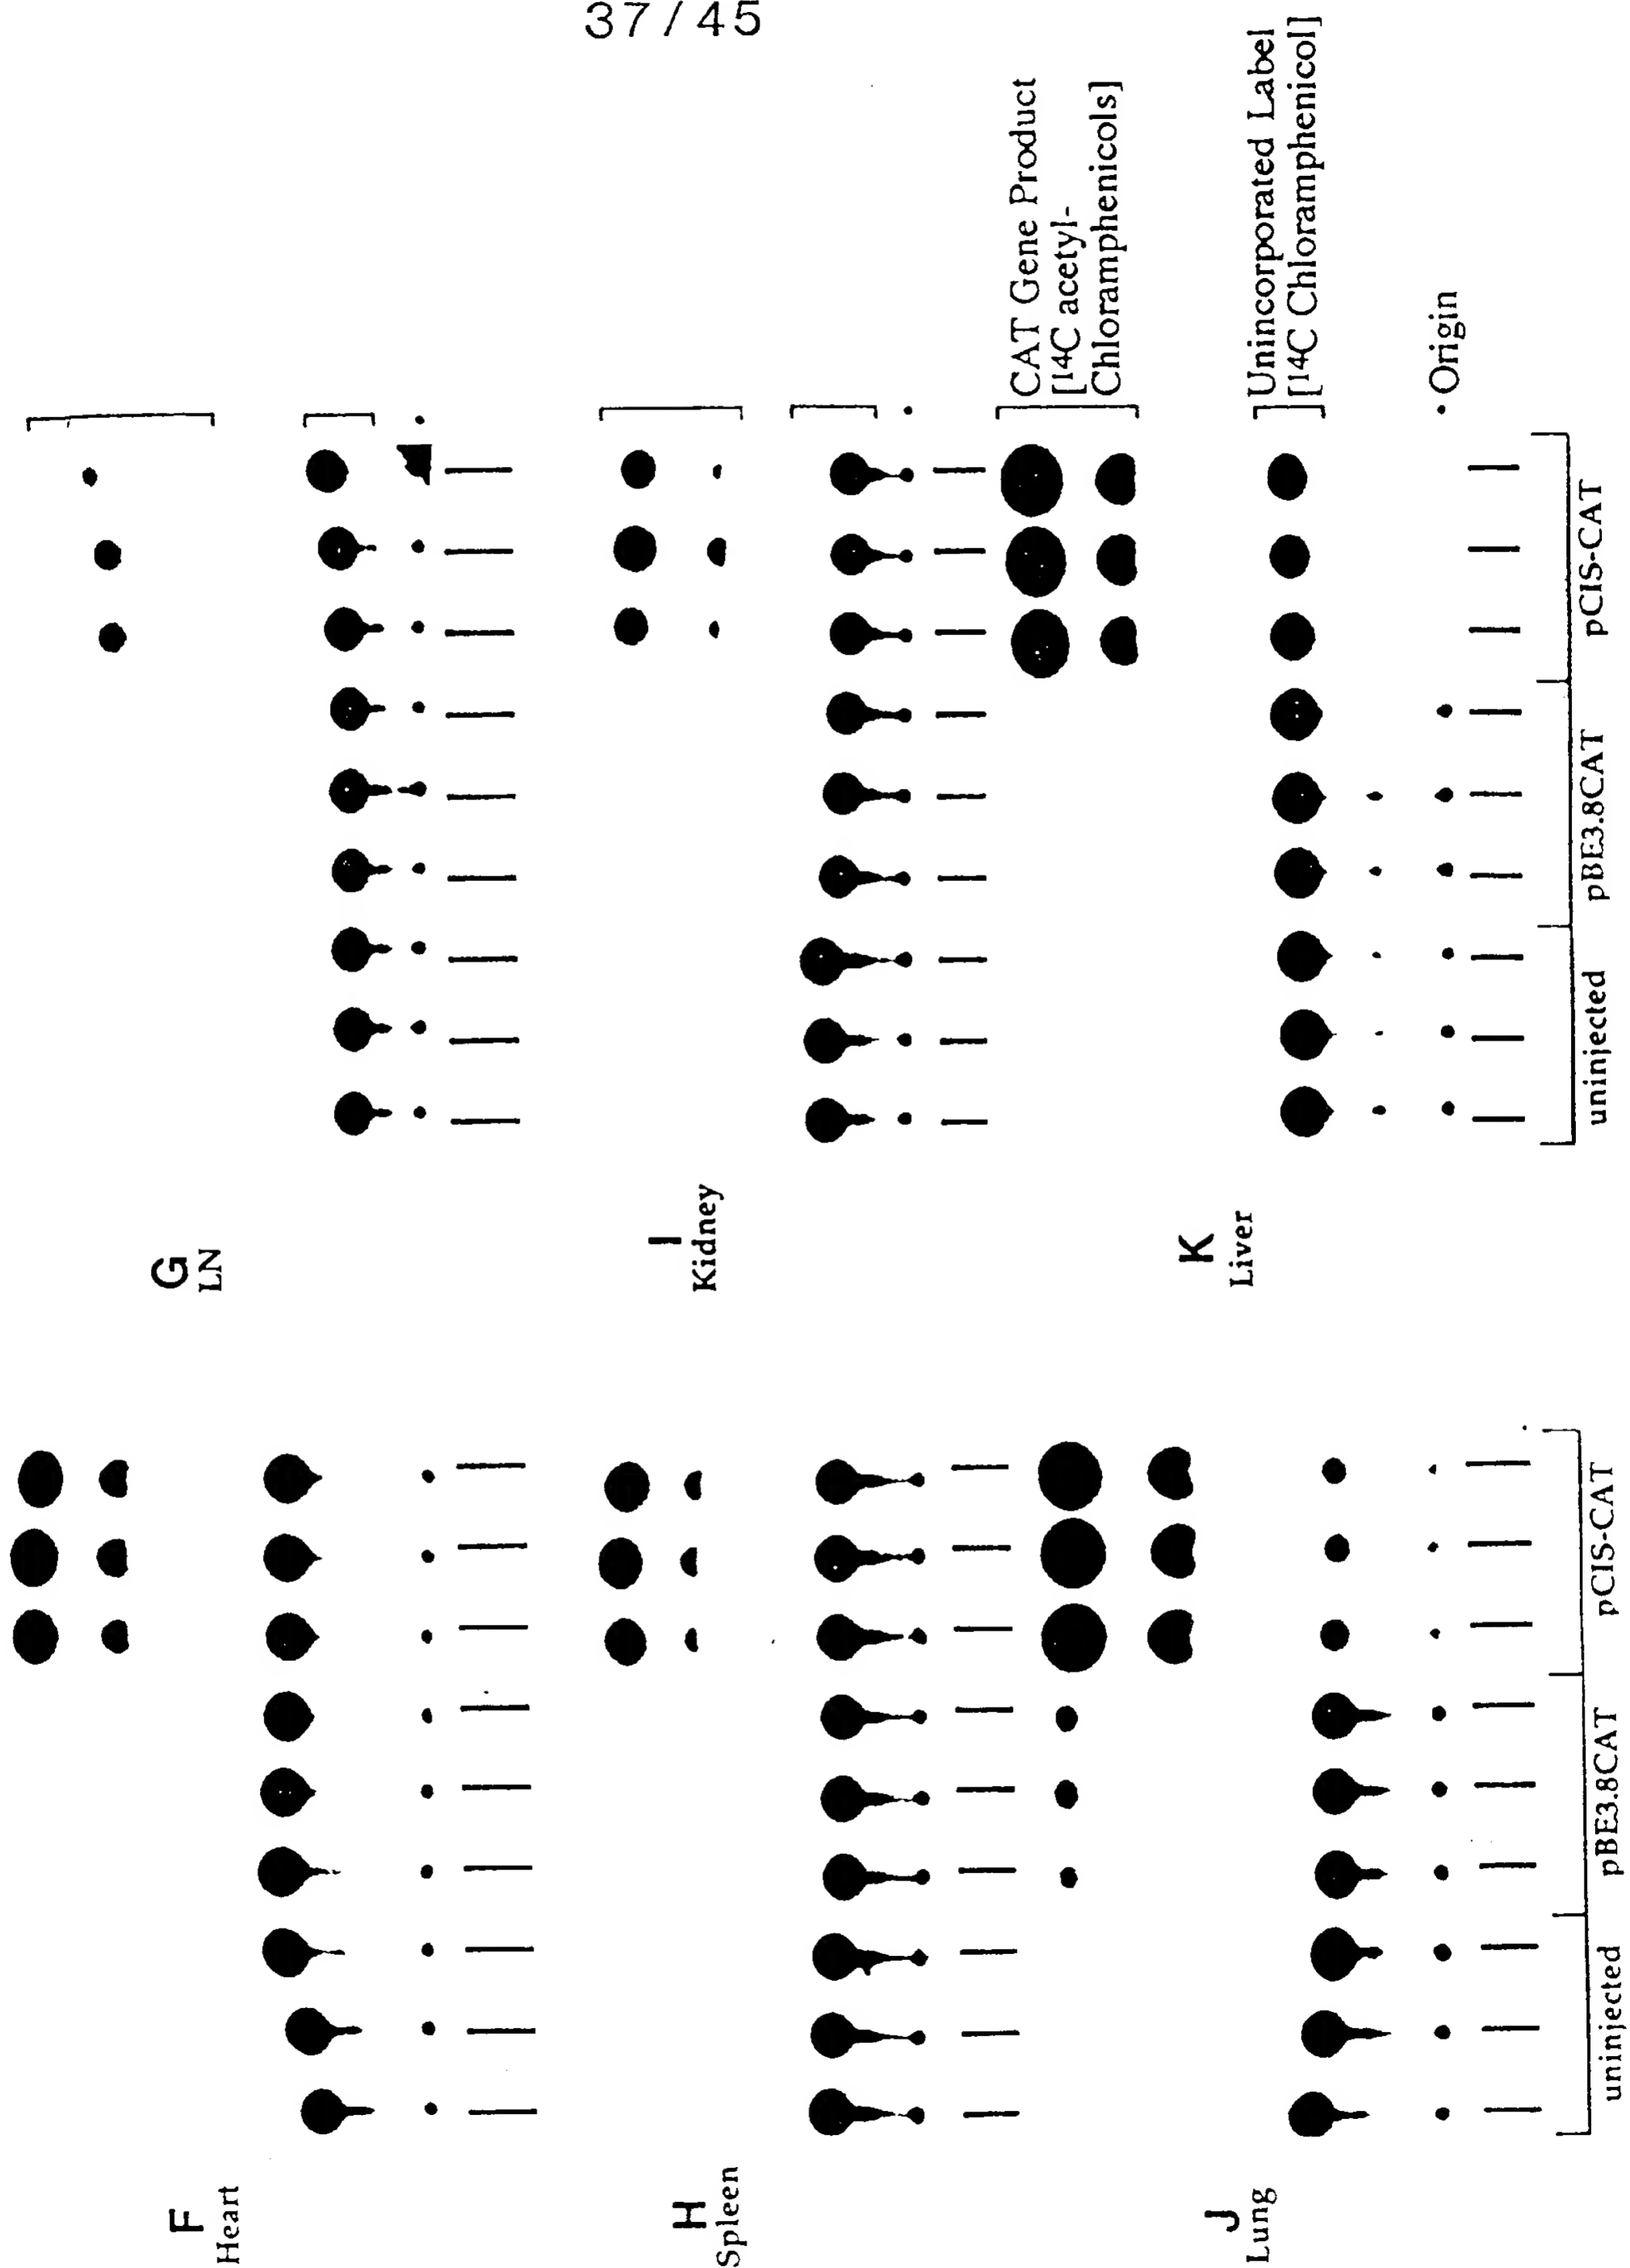 37/45
F
Heart
G
LN
H
Spleen
I
Kidney
J
Lung
K
Liver
CAT Gene Product
[14C acetyl-
Chloramphenicols]
Unincorporated Label
[14C Chloramphenicol]
Origin
uninjected pBE3.8CAT pCIS-CAT
uninjected pBE3.8CAT pCIS-CAT